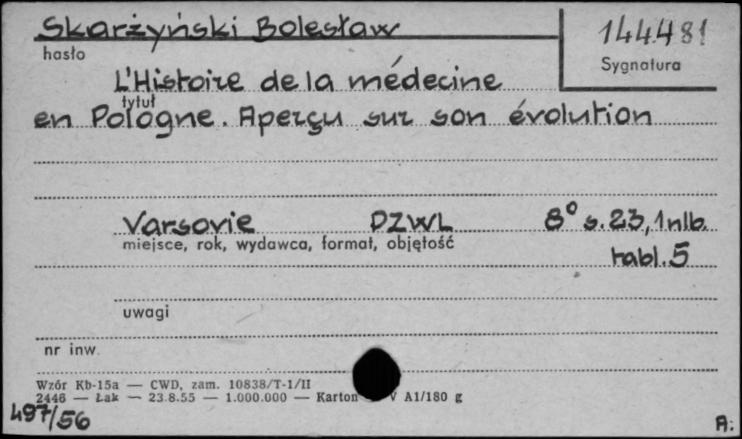 Skarżyński Bolesław
144481
hasło
Sygnatura
L'Histoire de la médecine
tytuł
en Pologne. Aperçu sur son évolution
Varsovie PZWL 8° s. 23, 1 nlb.
miejsce, rok, wydawca, format, objętość
tabl. 5
uwagi
nr inw.
Wzór Kb-15a — CWD, zam. 10838/T-1/II
2446 — Łak — 23.8.55 — 1.000.000 — Karton V A1/180 g
497/56
A: